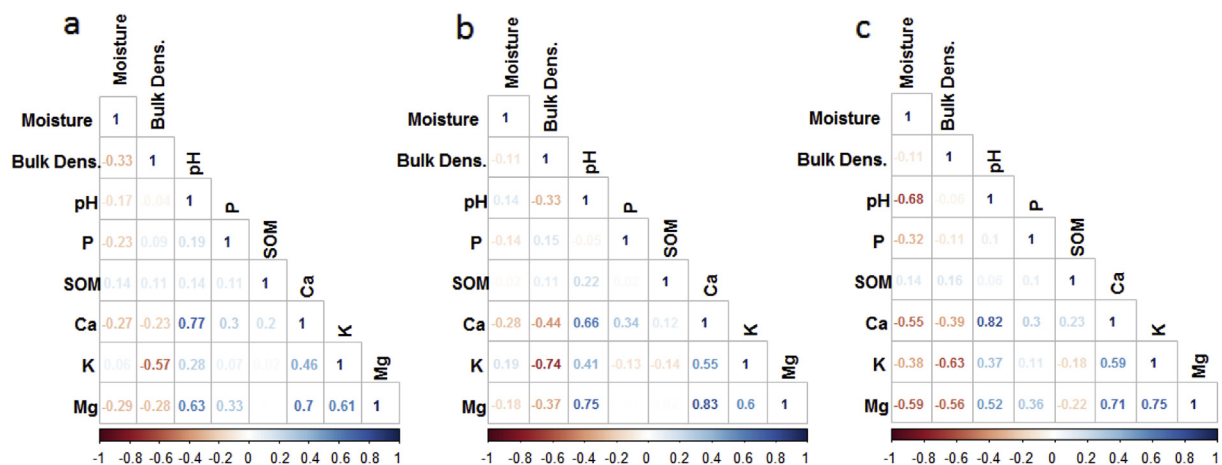 a
Moisture
Bulk Dens.
pH
P
SOM
Ca
K
Mg
Moisture 1
Bulk Dens. -0.33 1
pH -0.17 -0.04 1
P -0.23 0.09 0.19 1
SOM 0.14 0.11 0.14 0.11 1
Ca -0.27 -0.23 0.77 0.3 0.2 1
K 0.06 -0.57 0.28 0.07 0.46 1
Mg -0.29 -0.28 0.63 0.33 0.7 0.61 1
-1 -0.8 -0.6 -0.4 -0.2 0 0.2 0.4 0.6 0.8 1
b
Moisture
Bulk Dens.
pH
P
SOM
Ca
K
Mg
Moisture 1
Bulk Dens. -0.11 1
pH 0.14 -0.33 1
P -0.14 0.15 -0.05 1
SOM 0.11 0.22 1
Ca -0.28 -0.44 0.66 0.34 0.12 1
K 0.19 -0.74 0.41 -0.13 -0.14 0.55 1
Mg -0.18 -0.37 0.75 0.83 0.6 1
-1 -0.8 -0.6 -0.4 -0.2 0 0.2 0.4 0.6 0.8 1
c
Moisture
Bulk Dens.
pH
P
SOM
Ca
K
Mg
Moisture 1
Bulk Dens. -0.11 1
pH -0.68 -0.06 1
P -0.32 -0.11 0.1 1
SOM 0.14 0.16 0.06 0.1 1
Ca -0.55 -0.39 0.82 0.3 0.23 1
K -0.38 -0.63 0.37 0.11 -0.18 0.59 1
Mg -0.59 -0.56 0.52 0.36 -0.22 0.71 0.75 1
-1 -0.8 -0.6 -0.4 -0.2 0 0.2 0.4 0.6 0.8 1